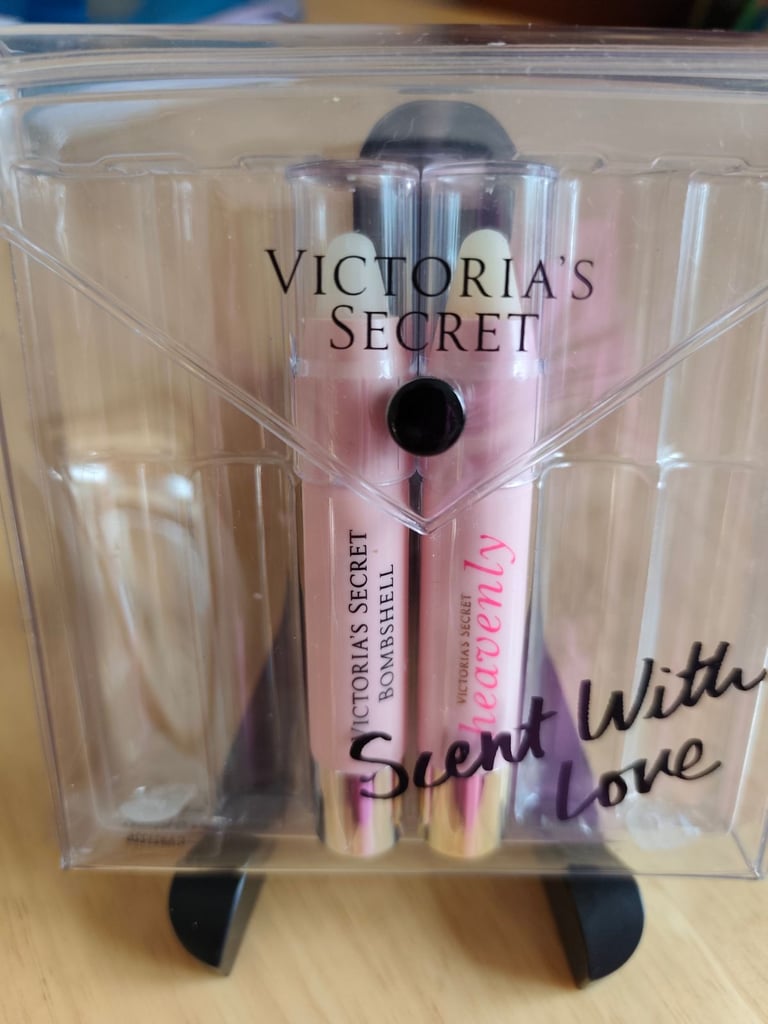 VICTORIA'S
SECRET
VICTORIA'S SECRET
BOMBSHELL
VICTORIA'S SECRET
heavenly
Scent With
Love